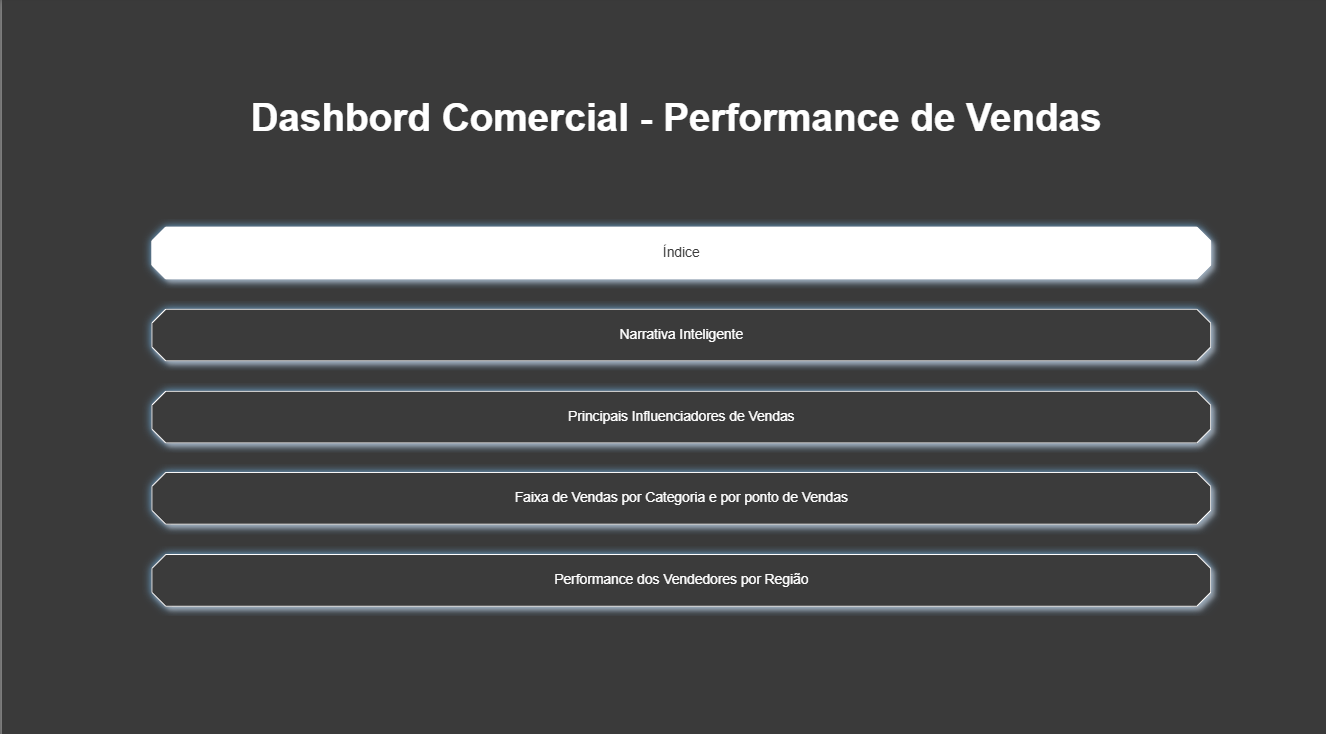 Dashbord Comercial - Performance de Vendas
Índice
Narrativa Inteligente
Principais Influenciadores de Vendas
Faixa de Vendas por Categoria e por ponto de Vendas
Performance dos Vendedores por Região